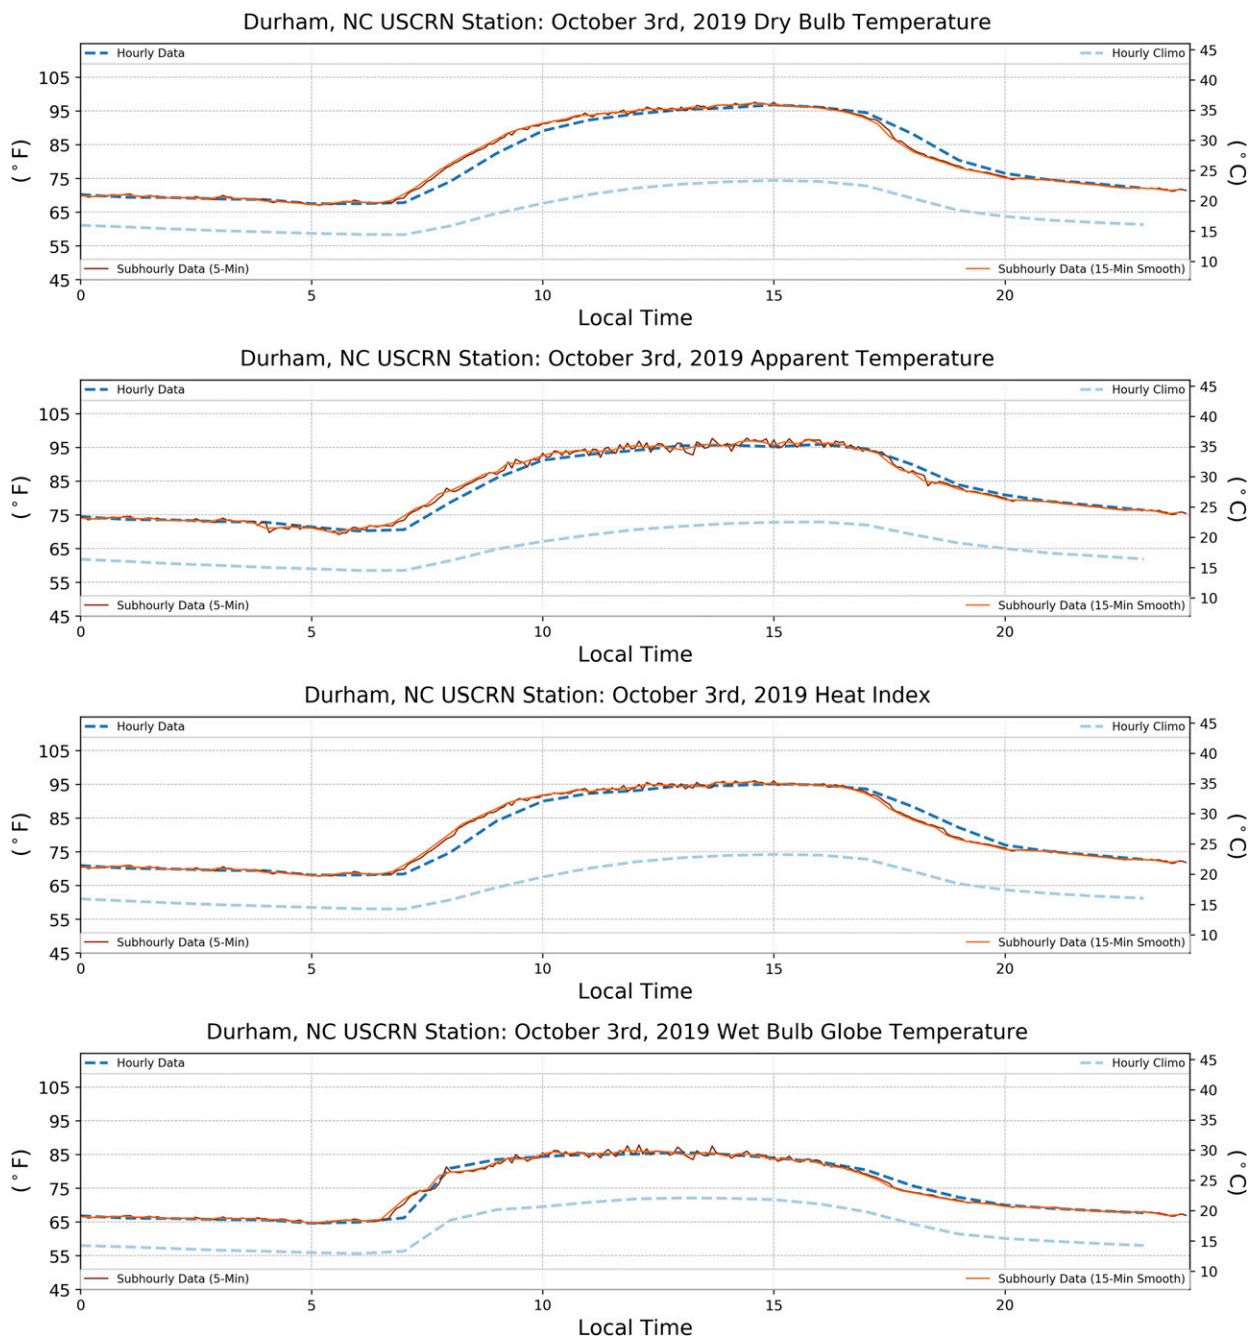 Durham, NC USCRN Station: October 3rd, 2019 Dry Bulb Temperature
Hourly Data
Hourly Climo
105
95
85
75
65
55
45
(°F)
45
40
35
30
25
20
15
10
(°C)
Subhourly Data (5-Min)
Subhourly Data (15-Min Smooth)
0 5 10 15 20
Local Time
Durham, NC USCRN Station: October 3rd, 2019 Apparent Temperature
Hourly Data
Hourly Climo
105
95
85
75
65
55
45
(°F)
45
40
35
30
25
20
15
10
(°C)
Subhourly Data (5-Min)
Subhourly Data (15-Min Smooth)
0 5 10 15 20
Local Time
Durham, NC USCRN Station: October 3rd, 2019 Heat Index
Hourly Data
Hourly Climo
105
95
85
75
65
55
45
(°F)
45
40
35
30
25
20
15
10
(°C)
Subhourly Data (5-Min)
Subhourly Data (15-Min Smooth)
0 5 10 15 20
Local Time
Durham, NC USCRN Station: October 3rd, 2019 Wet Bulb Globe Temperature
Hourly Data
Hourly Climo
105
95
85
75
65
55
45
(°F)
45
40
35
30
25
20
15
10
(°C)
Subhourly Data (5-Min)
Subhourly Data (15-Min Smooth)
0 5 10 15 20
Local Time